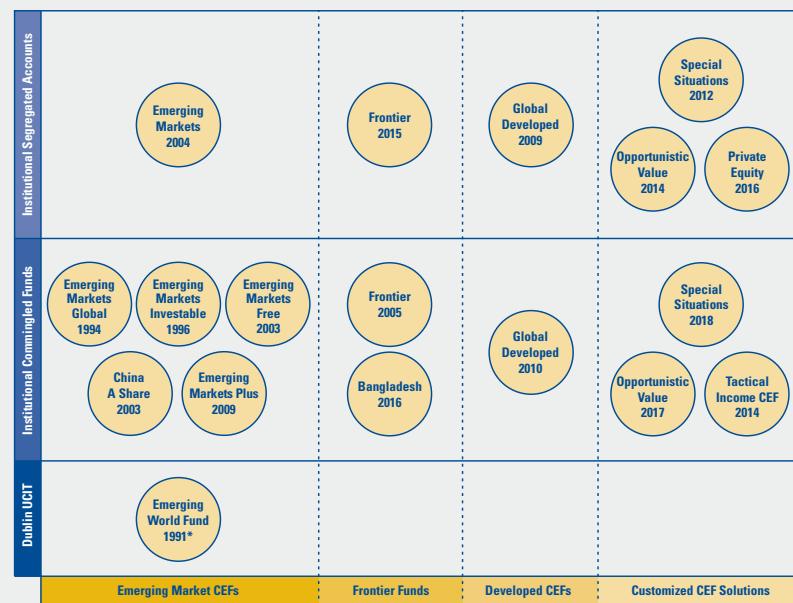 Institutional Segregated Accounts
Emerging
Markets
2004
Frontier
2015
Global
Developed
2009
Special
Situations
2012
Opportunistic
Value
2014
Private
Equity
2016
Institutional Commingled Funds
Emerging
Markets
Global
1994
Emerging
Markets
Investable
1996
Emerging
Markets
Free
2003
China
A Share
2003
Emerging
Markets Plus
2009
Frontier
2005
Bangladesh
2016
Global
Developed
2010
Special
Situations
2018
Opportunistic
Value
2017
Tactical
Income CEF
2014
Dublin UCIT
Emerging
World Fund
1991*
Emerging Market CEFs
Frontier Funds
Developed CEFs
Customized CEF Solutions